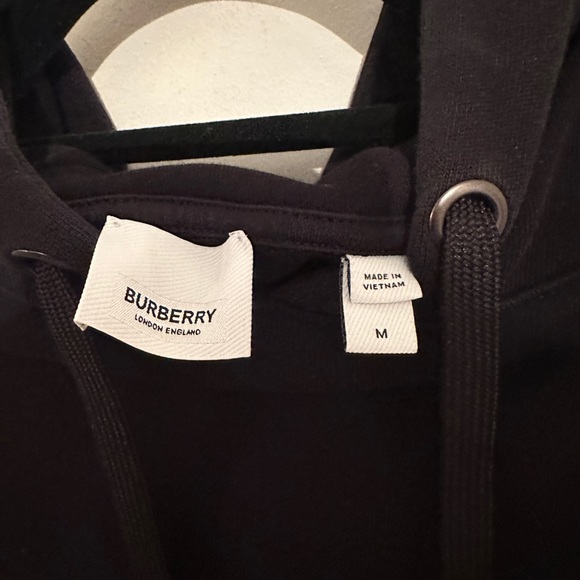 BURBERRY
LONDON ENGLAND
MADE IN
VIETNAM
M